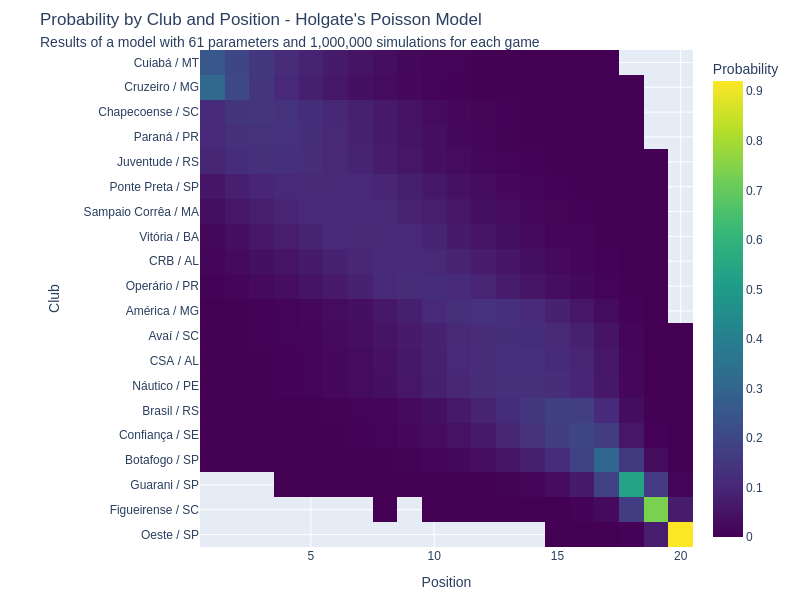 Probability by Club and Position - Holgate's Poisson Model
Results of a model with 61 parameters and 1,000,000 simulations for each game
Probability
Club
Cuiabá / MT
Cruzeiro / MG
Chapecoense / SC
Paraná / PR
Juventude / RS
Ponte Preta / SP
Sampaio Corrêa / MA
Vitória / BA
CRB / AL
Operário / PR
América / MG
Avaí / SC
CSA / AL
Náutico / PE
Brasil / RS
Confiança / SE
Botafogo / SP
Guarani / SP
Figueirense / SC
Oeste / SP
0.9
0.8
0.7
0.6
0.5
0.4
0.3
0.2
0.1
0
5 10 15 20
Position